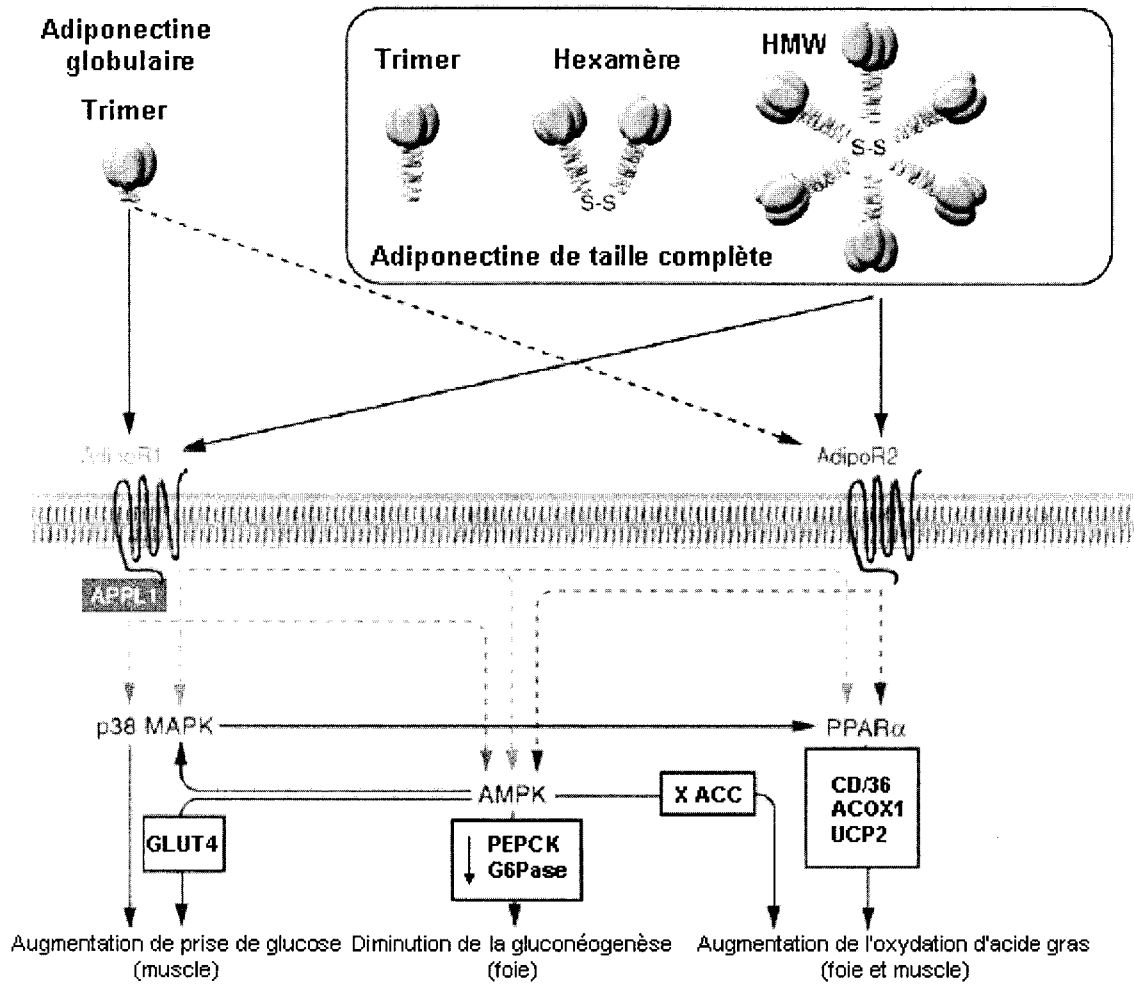 Adiponectine
globulaire
Trimer
Trimer
Hexamère
HMW
S-S
S-S
Adiponectine de taille complète
AdipoR1
AdipoR2
APPL1
p38 MAPK
PPARα
AMPK
X ACC
CD/36
ACOX1
UCP2
GLUT4
PEPCK
G6Pase
Augmentation de prise de glucose
(muscle)
Diminution de la gluconéogenèse
(foie)
Augmentation de l'oxydation d'acide gras
(foie et muscle)